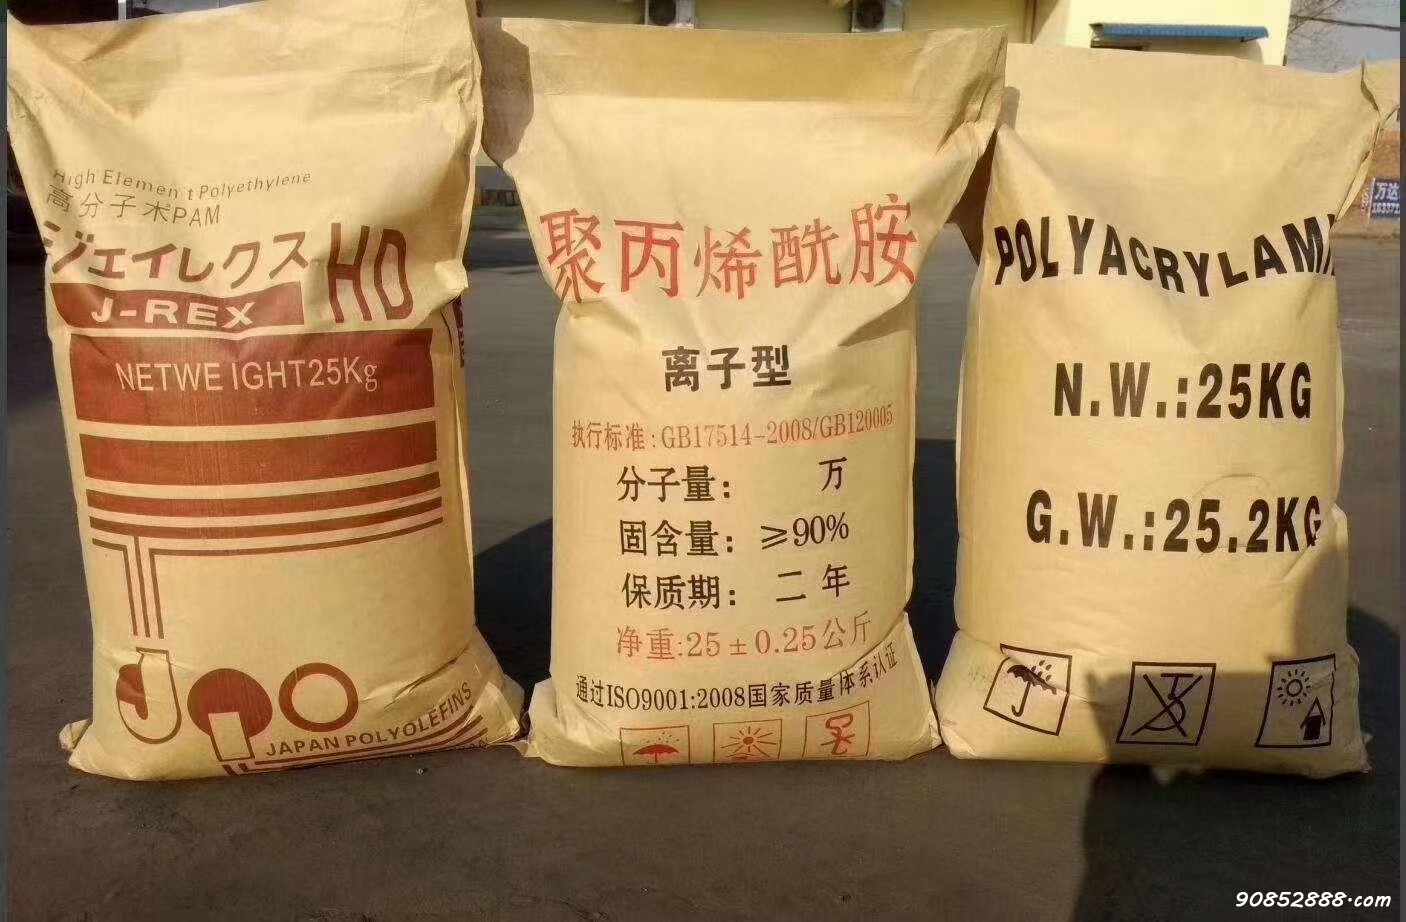 High Element Polyethylene
高分子术PAM
ジェイレクス HD
J-REX
NETWE IGHT25Kg
JAPAN POLYOLEFINS
聚丙烯酰胺
离子型
执行标准:GB17514-2008/GB120005
分子量: 万
固含量: ≥90%
保质期: 二年
净重:25±0.25公斤
通过ISO9001:2008国家质量体系认证
POLYACRYLAMI
N.W.:25KG
G.W.:25.2KG
万达
90852888.com